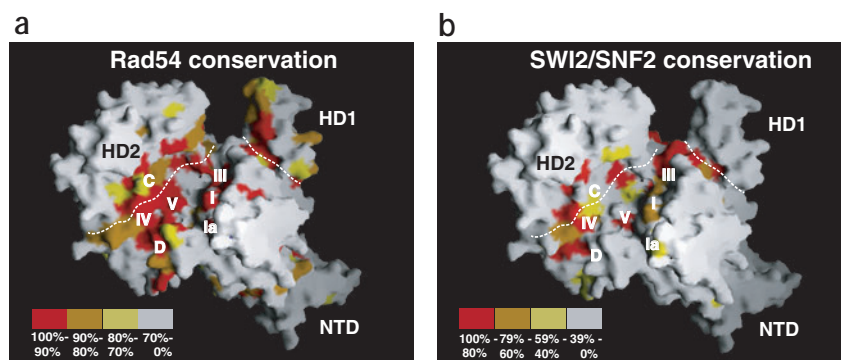 a
Rad54 conservation
HD1
HD2
C
III
I
V
IV
Ia
D
NTD
100%- 90%- 80%- 70%-
90% 80% 70% 0%
b
SWI2/SNF2 conservation
HD1
HD2
C
III
I
V
IV
Ia
D
NTD
100% - 79% - 59% - 39% -
80% 60% 40% 0%